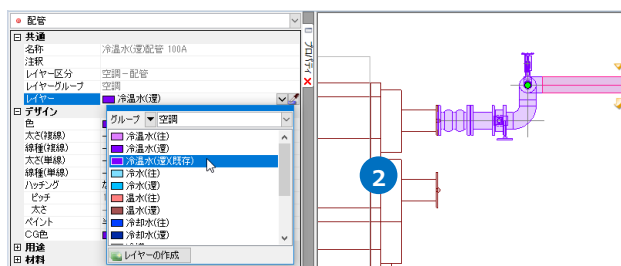 配管
共通
名称 冷温水(還)配管 100A
注釈
レイヤー区分 空調-配管
レイヤーグループ 空調
レイヤー 冷温水(還)
デザイン
色
太さ(複線)
線種(複線)
太さ(単線)
線種(単線)
ハッチング
ピッチ
太さ
ペイント
CG色
用途
材料
グループ 空調
冷温水(往)
冷温水(還)
冷温水(還)(既存)
冷水(往)
冷水(還)
温水(往)
温水(還)
冷却水(往)
冷却水(還)
レイヤーの作成
プロパティ
2